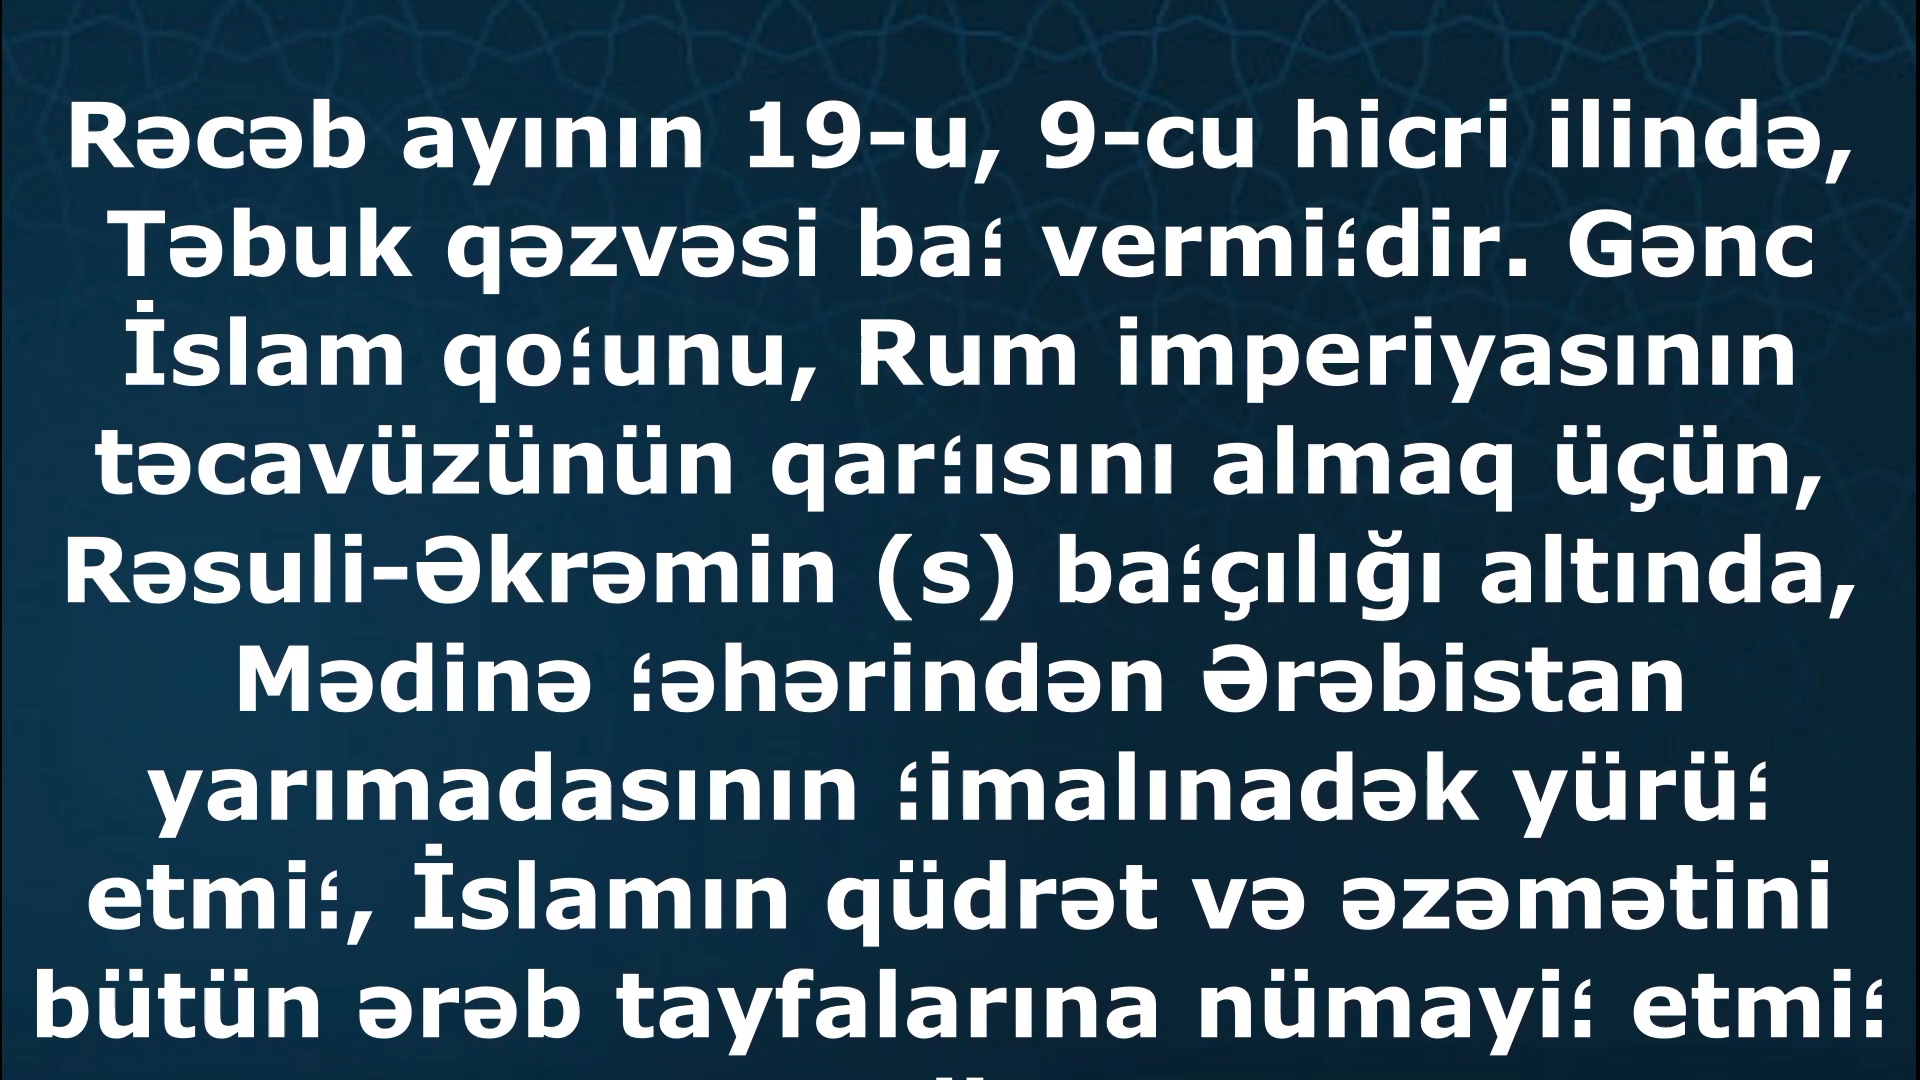 Rəcəb ayının 19-u, 9-cu hicri ilində,
Təbuk qəzvəsi ba؛ vermi؛dir. Gənc
İslam qo؛unu, Rum imperiyasının
təcavüzünün qar؛ısını almaq üçün,
Rəsuli-Əkrəmin (s) ba؛çılığı altında,
Mədinə ؛əhərindən Ərəbistan
yarımadasının ؛imalınadək yürü؛
etmi؛, İslamın qüdrət və əzəmətini
bütün ərəb tayfalarına nümayi؛ etmi؛